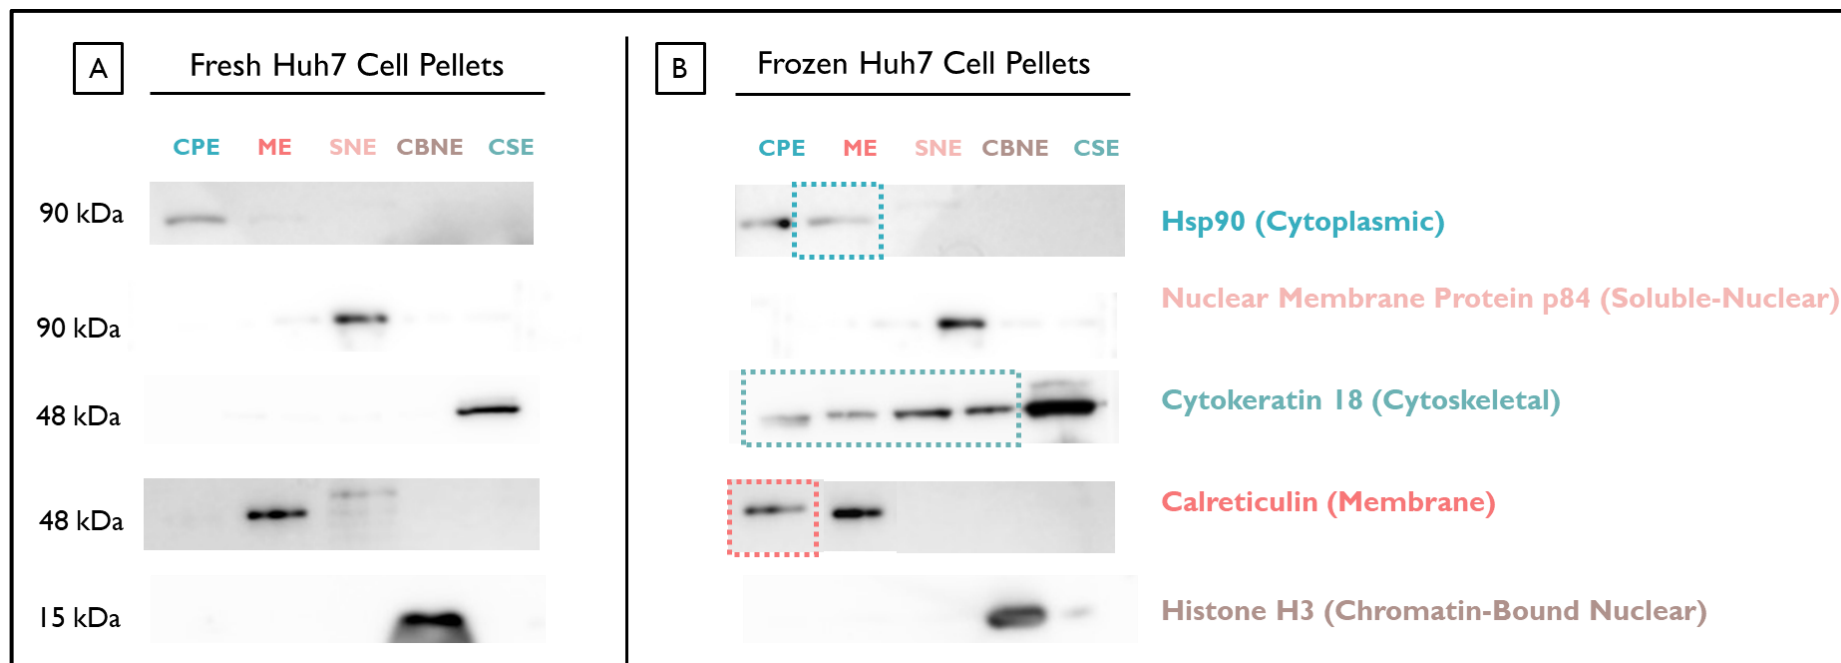 A
Fresh Huh7 Cell Pellets
CPE ME SNE CBNE CSE
90 kDa
90 kDa
48 kDa
48 kDa
15 kDa
B
Frozen Huh7 Cell Pellets
CPE ME SNE CBNE CSE
Hsp90 (Cytoplasmic)
Nuclear Membrane Protein p84 (Soluble-Nuclear)
Cytokeratin 18 (Cytoskeletal)
Calreticulin (Membrane)
Histone H3 (Chromatin-Bound Nuclear)